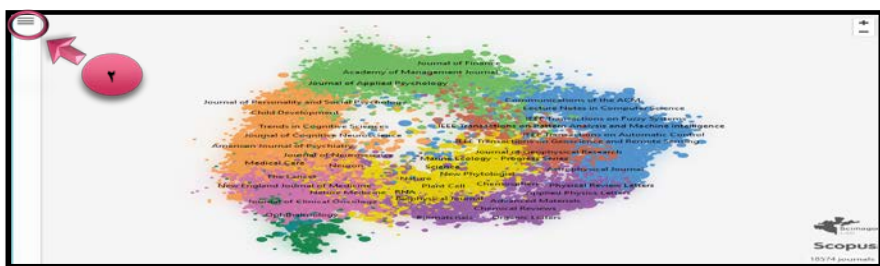 ۲
+
−
Journal of Finance
Academy of Management Journal
Journal of Applied Psychology
Journal of Personality and Social Psychology
Communications of the ACM
Lecture Notes in Computer Science
Child Development
IEEE Transactions on Fuzzy Systems
Trends in Cognitive Sciences
IEEE Transactions on Pattern Analysis and Machine Intelligence
Journal of Cognitive Neuroscience
Transactions on Automatic Control
American Journal of Psychiatry
Transactions on Geoscience and Remote Sensing
Journal of Neuroscience
Journal of Geophysical Research
Medical Care
Marine Ecology - Progress Series
Neuron
Science
Astrophysical Journal
The Lancet
Nature
New Phytologist
New England Journal of Medicine
Plant Cell
Physical Review Letters
Nature Medicine
RNA
Applied Physics Letters
Journal of Clinical Oncology
Biophysical Journal
Advanced Materials
Chemical Reviews
Ophthalmology
Biomaterials
Organic Letters
Scimago
Scopus
18574 journals